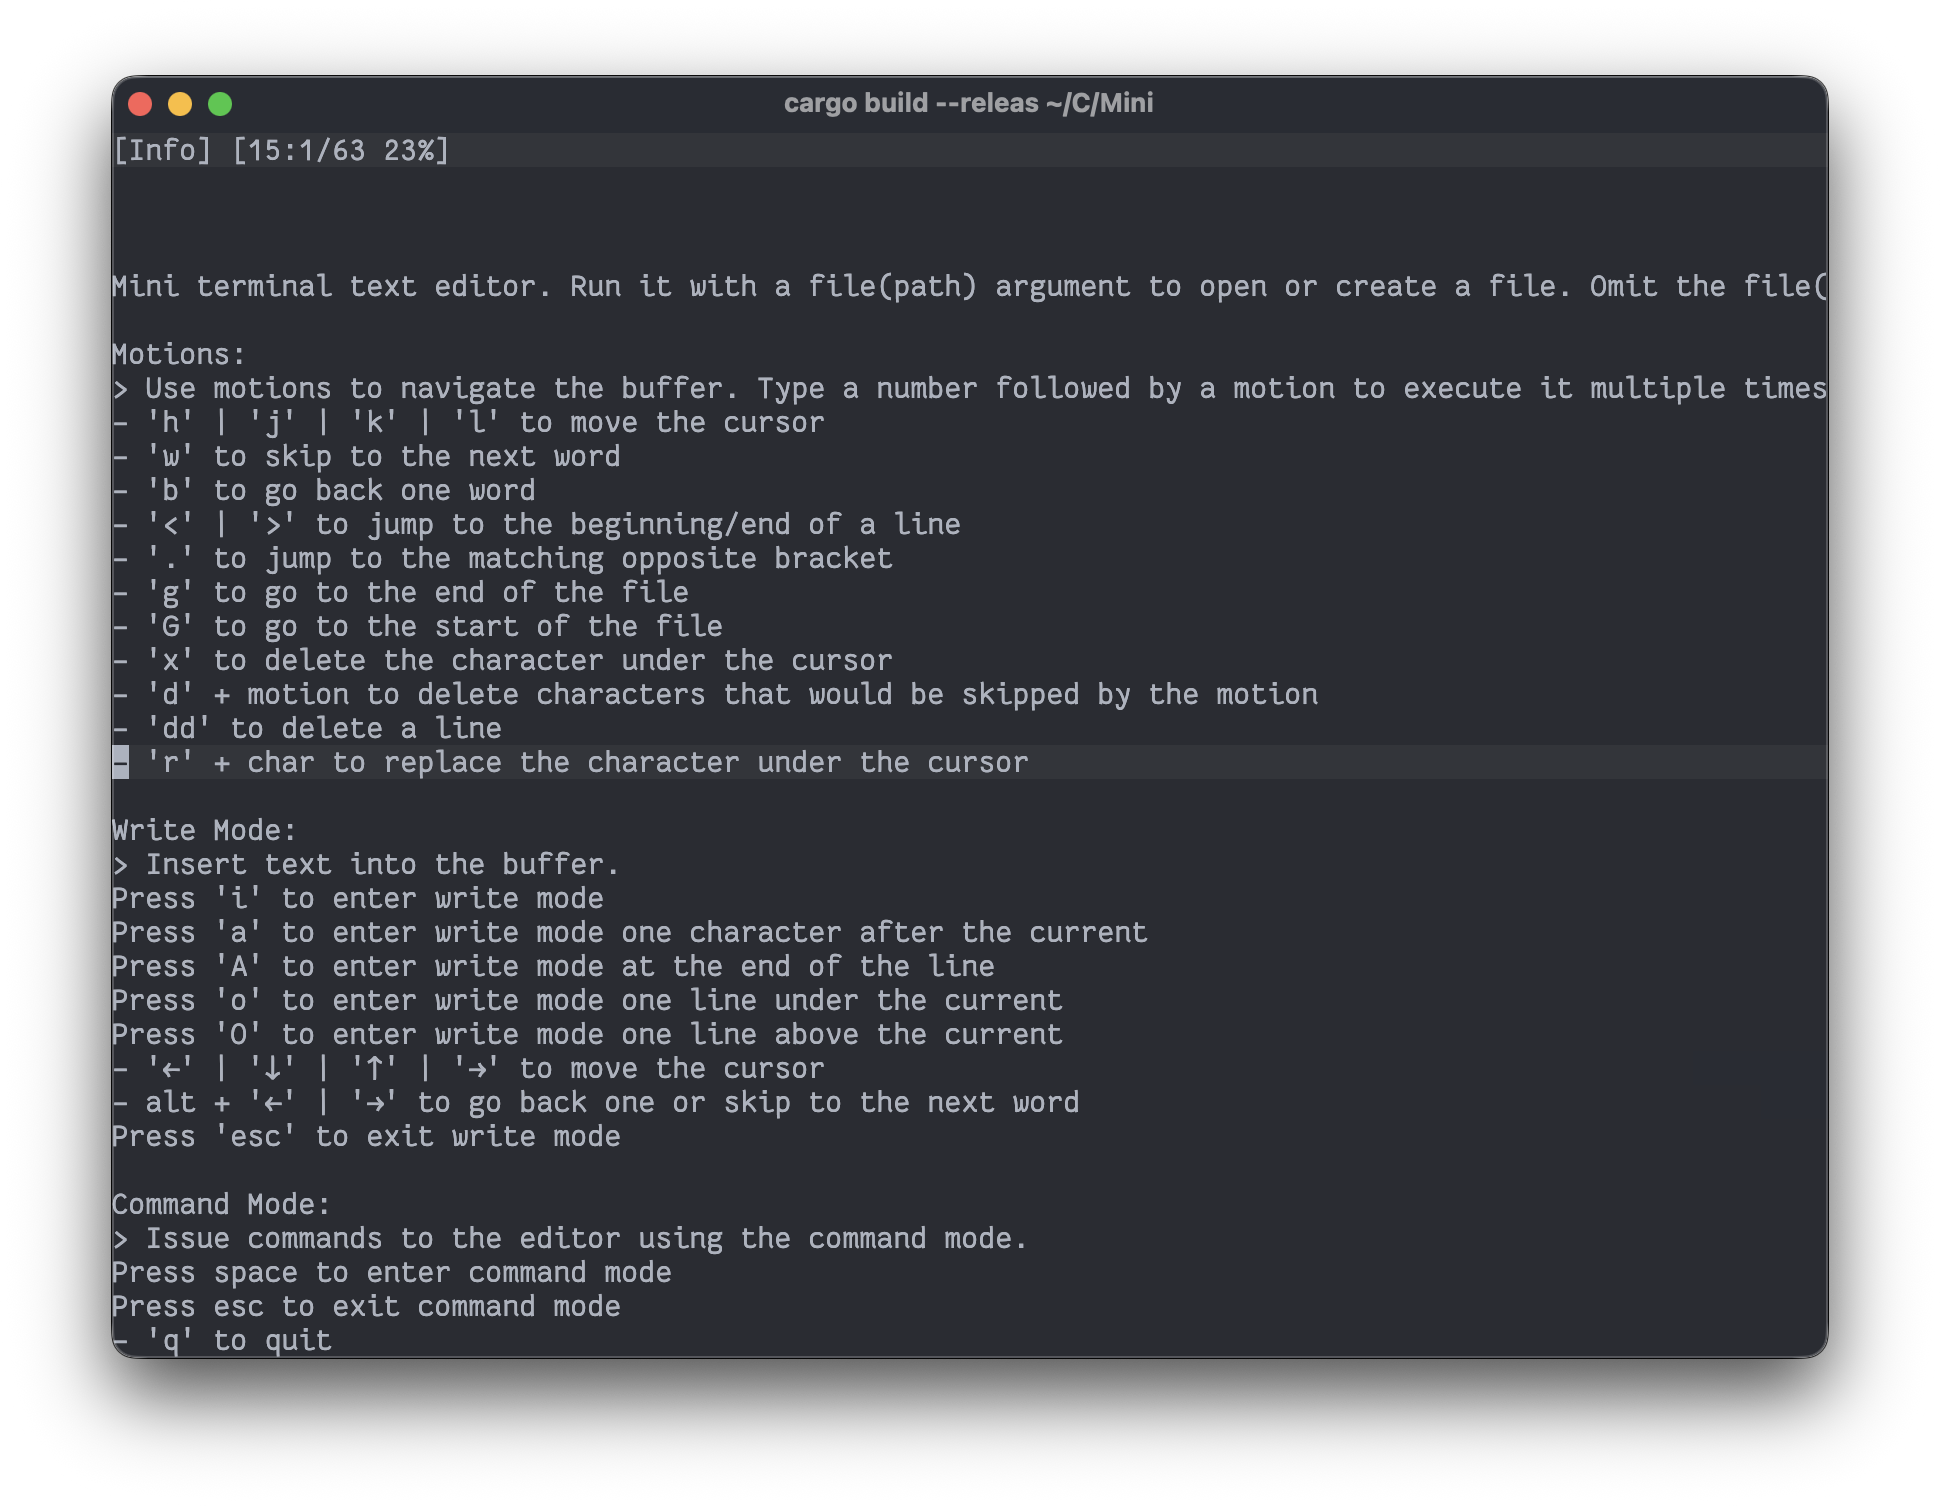 cargo build --releas ~/C/Mini
[Info] [15:1/63 23%]
Mini terminal text editor. Run it with a file(path) argument to open or create a file. Omit the file(
Motions:
> Use motions to navigate the buffer. Type a number followed by a motion to execute it multiple times
- 'h' | 'j' | 'k' | 'l' to move the cursor
- 'w' to skip to the next word
- 'b' to go back one word
- '<' | '>' to jump to the beginning/end of a line
- '.' to jump to the matching opposite bracket
- 'g' to go to the end of the file
- 'G' to go to the start of the file
- 'x' to delete the character under the cursor
- 'd' + motion to delete characters that would be skipped by the motion
- 'dd' to delete a line
- 'r' + char to replace the character under the cursor
Write Mode:
> Insert text into the buffer.
Press 'i' to enter write mode
Press 'a' to enter write mode one character after the current
Press 'A' to enter write mode at the end of the line
Press 'o' to enter write mode one line under the current
Press 'O' to enter write mode one line above the current
- '←' | '↓' | '↑' | '→' to move the cursor
- alt + '←' | '→' to go back one or skip to the next word
Press 'esc' to exit write mode
Command Mode:
> Issue commands to the editor using the command mode.
Press space to enter command mode
Press esc to exit command mode
- 'q' to quit